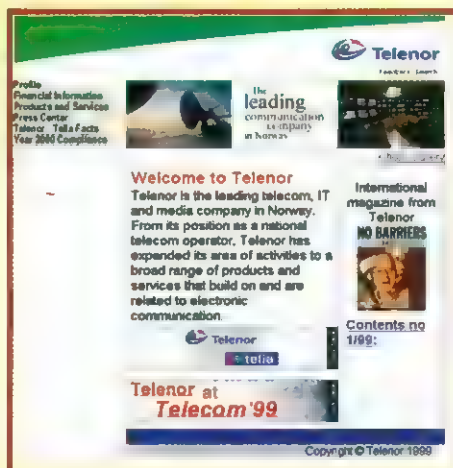 Telenor
Profile
Financial Information
Products and Services
Press Center
Telenor - Telia Facts
Year 2000 Compliance
The
leading
communication
company
in Norway
Welcome to Telenor
Telenor is the leading telecom, IT
and media company in Norway.
From its position as a national
telecom operator, Telenor has
expanded its area of activities to a
broad range of products and
services that build on and are
related to electronic
communication.
International
magazine from
Telenor
NO BARRIERS
Contents no
1/99:
Telenor
telia
Telenor at
Telecom'99
Copyright © Telenor 1999